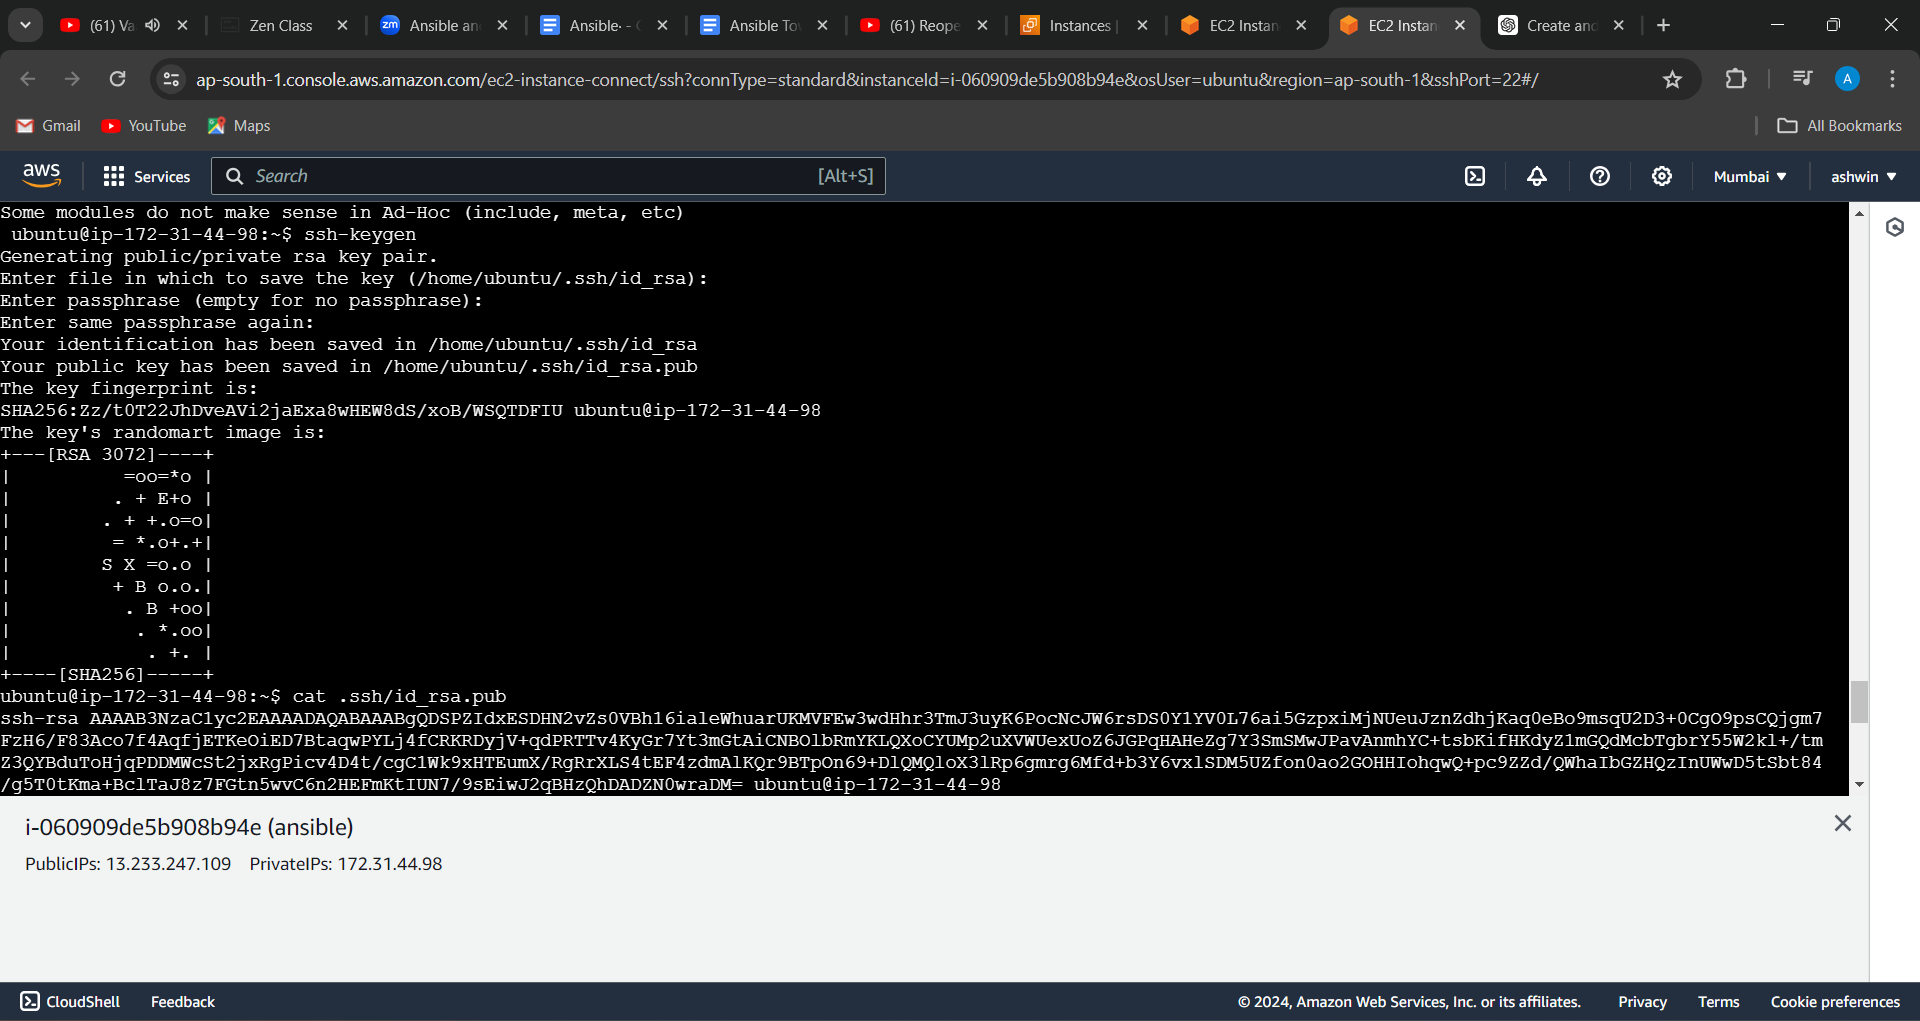 (61) Va
Zen Class
Ansible an
Ansible- - G
Ansible To
(61) Reope
Instances |
EC2 Instan
EC2 Instan
Create and
ap-south-1.console.aws.amazon.com/ec2-instance-connect/ssh?connType=standard&instanceId=i-060909de5b908b94e&osUser=ubuntu&region=ap-south-1&sshPort=22#/
A
Gmail
YouTube
Maps
All Bookmarks
aws
Services
Search
[Alt+S]
Mumbai
ashwin
Some modules do not make sense in Ad-Hoc (include, meta, etc)
ubuntu@ip-172-31-44-98:~$ ssh-keygen
Generating public/private rsa key pair.
Enter file in which to save the key (/home/ubuntu/.ssh/id_rsa):
Enter passphrase (empty for no passphrase):
Enter same passphrase again:
Your identification has been saved in /home/ubuntu/.ssh/id_rsa
Your public key has been saved in /home/ubuntu/.ssh/id_rsa.pub
The key fingerprint is:
SHA256:Zz/t0T22JhDveAVi2jaExa8wHEW8dS/xoB/WSQTDFIU ubuntu@ip-172-31-44-98
The key's randomart image is:
+---[RSA 3072]----+
|          =oo=*o |
|         . + E+o |
|        . + +.o=o|
|         = *.o+.+|
|        S X =o.o |
|         + B o.o.|
|          . B +oo|
|           . *.oo|
|            . +. |
+----[SHA256]-----+
ubuntu@ip-172-31-44-98:~$ cat .ssh/id_rsa.pub
ssh-rsa AAAAB3NzaC1yc2EAAAADAQABAAABgQDSPZIdxESDHN2vZs0VBh16ialeWhuarUKMVFEw3wdHhr3TmJ3uyK6PocNcJW6rsDS0Y1YV0L76ai5GzpxiMjNUeuJznZdhjKaq0eBo9msqU2D3+0CgO9psCQjgm7
FzH6/F83Aco7f4AqfjETKeOiED7BtaqwPYLj4fCRKRDyjV+qdPRTTv4KyGr7Yt3mGtAiCNBOlbRmYKLQXoCYUMp2uXVWUexUoZ6JGPqHAHeZg7Y3SmSMwJPavAnmhYC+tsbKifHKdyZ1mGQdMcbTgbrY55W2kl+/tm
Z3QYBduToHjqPDDMWcSt2jxRgPicv4D4t/cgC1Wk9xHTEumX/RgRrXLS4tEF4zdmAlKQr9BTpOn69+DlQMQloX3lRp6gmrg6Mfd+b3Y6vxlSDM5UZfon0ao2GOHHIohqwQ+pc9ZZd/QWhaIbGZHQzInUWwD5tSbt84
/g5T0tKma+BclTaJ8z7FGtn5wvC6n2HEFmKtIUN7/9sEiwJ2qBHzQhDADZN0wraDM= ubuntu@ip-172-31-44-98
i-060909de5b908b94e (ansible)
PublicIPs: 13.233.247.109 PrivateIPs: 172.31.44.98
CloudShell
Feedback
© 2024, Amazon Web Services, Inc. or its affiliates.
Privacy
Terms
Cookie preferences